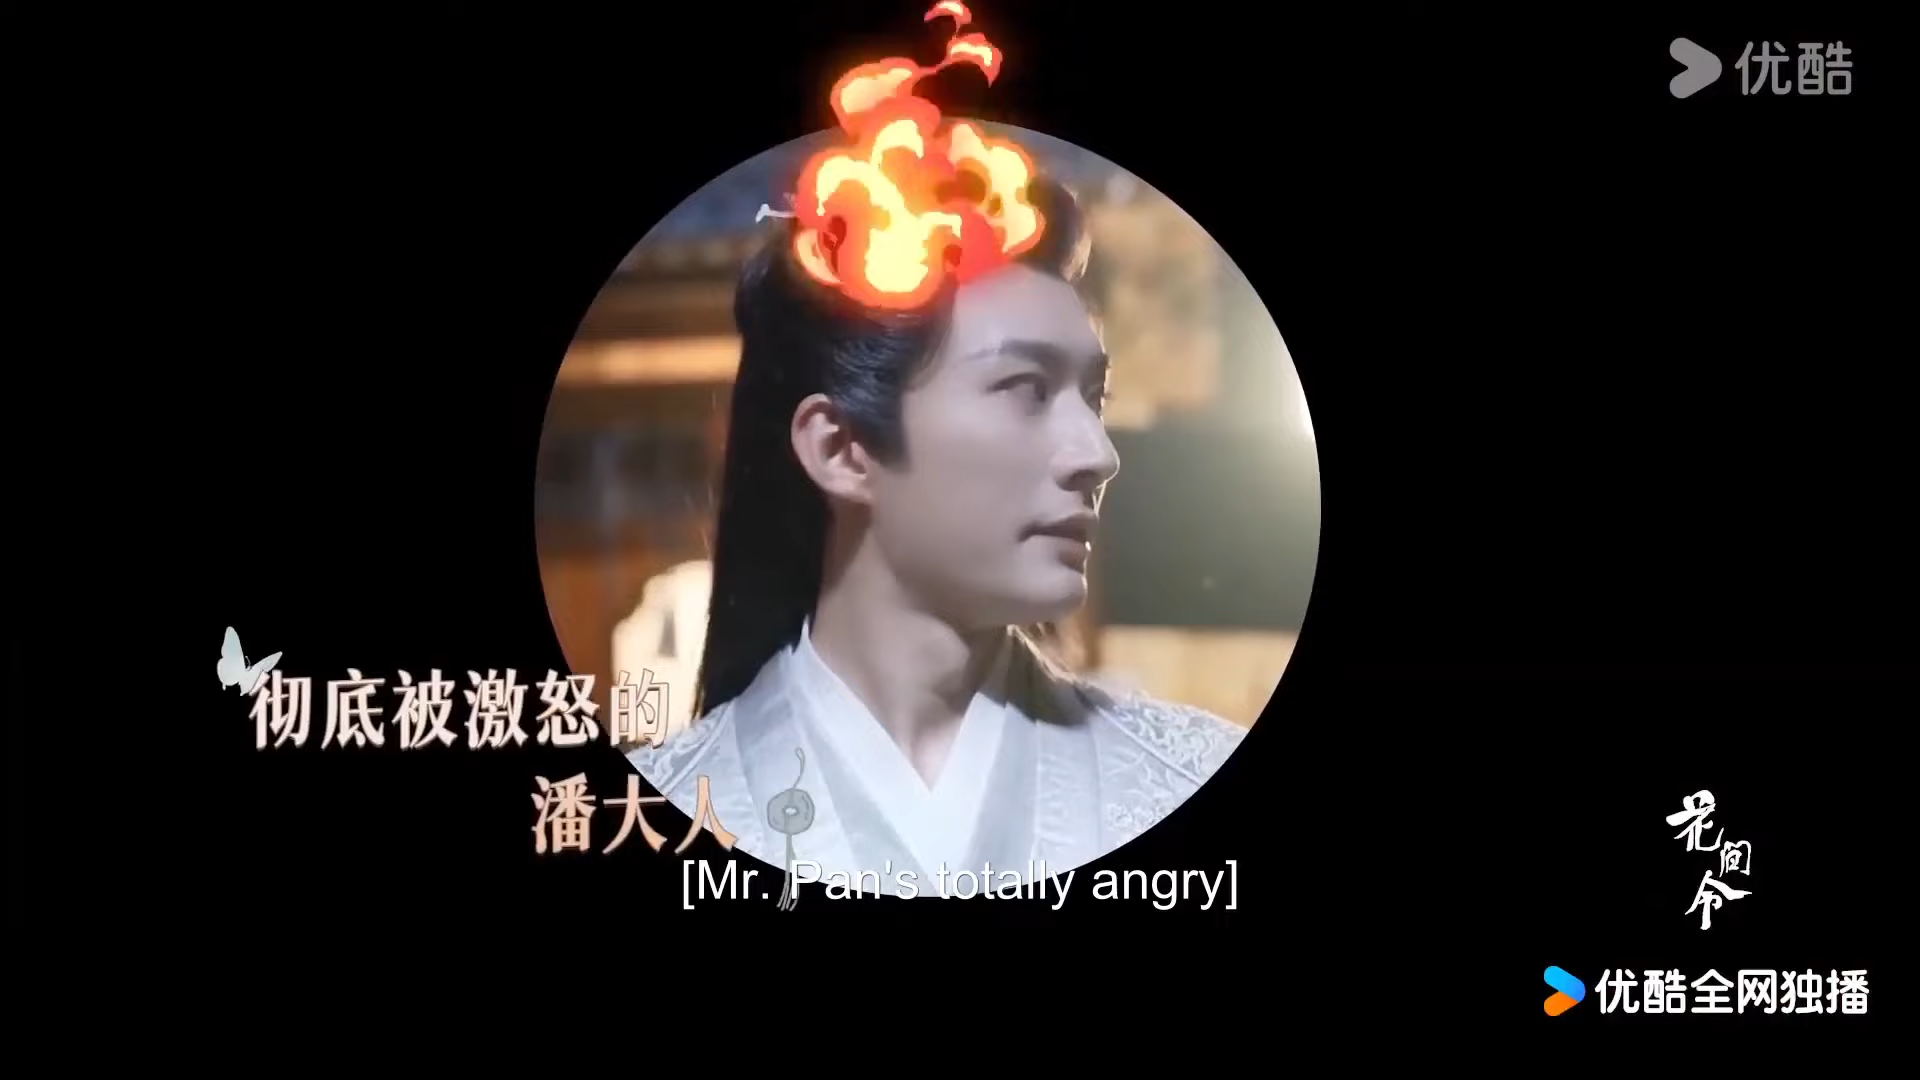 优酷
彻底被激怒的
潘大人
[Mr. Pan's totally angry]
花间令
优酷全网独播